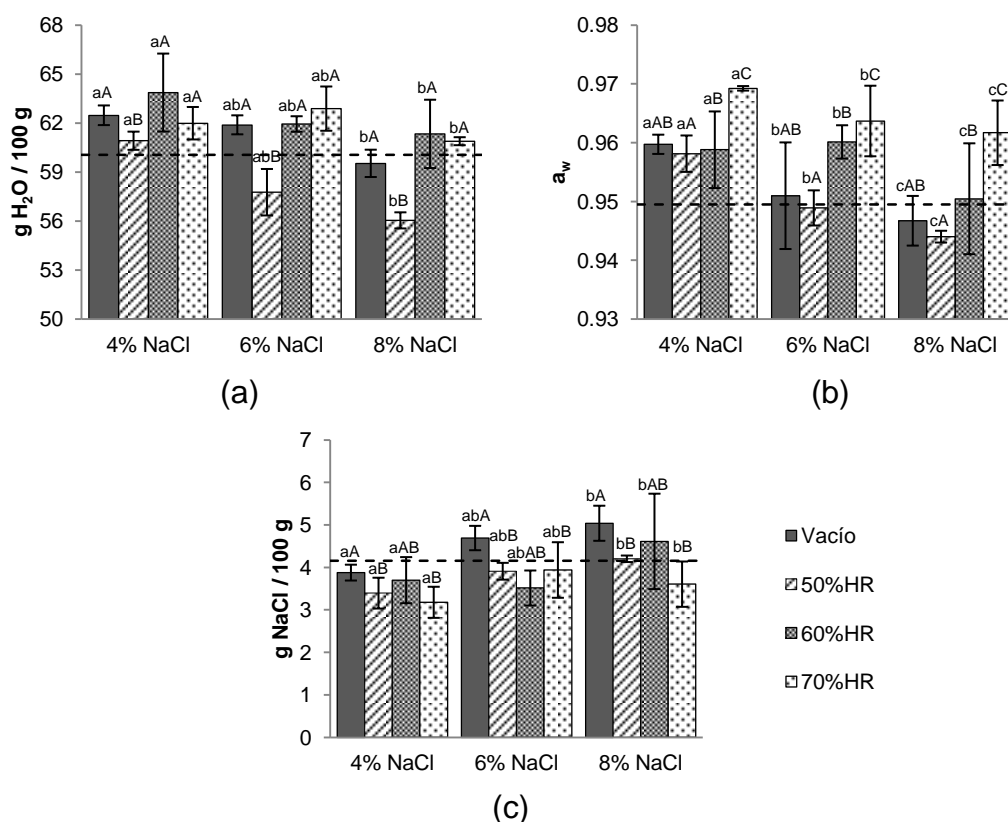 g H₂O / 100 g
68
65
62
59
56
53
50
aA aB aA aA
abA abB abA abA
bA bB bA bA
4% NaCl 6% NaCl 8% NaCl
(a)
a_w
0.98
0.97
0.96
0.95
0.94
0.93
aAB aA aB aC
bAB bA bB bC
cAB cA cB cC
4% NaCl 6% NaCl 8% NaCl
(b)
g NaCl / 100 g
7
6
5
4
3
2
1
0
aA aB aAB aB
abA abB abAB abB
bA bB bAB bB
4% NaCl 6% NaCl 8% NaCl
(c)
Vacío
50%HR
60%HR
70%HR